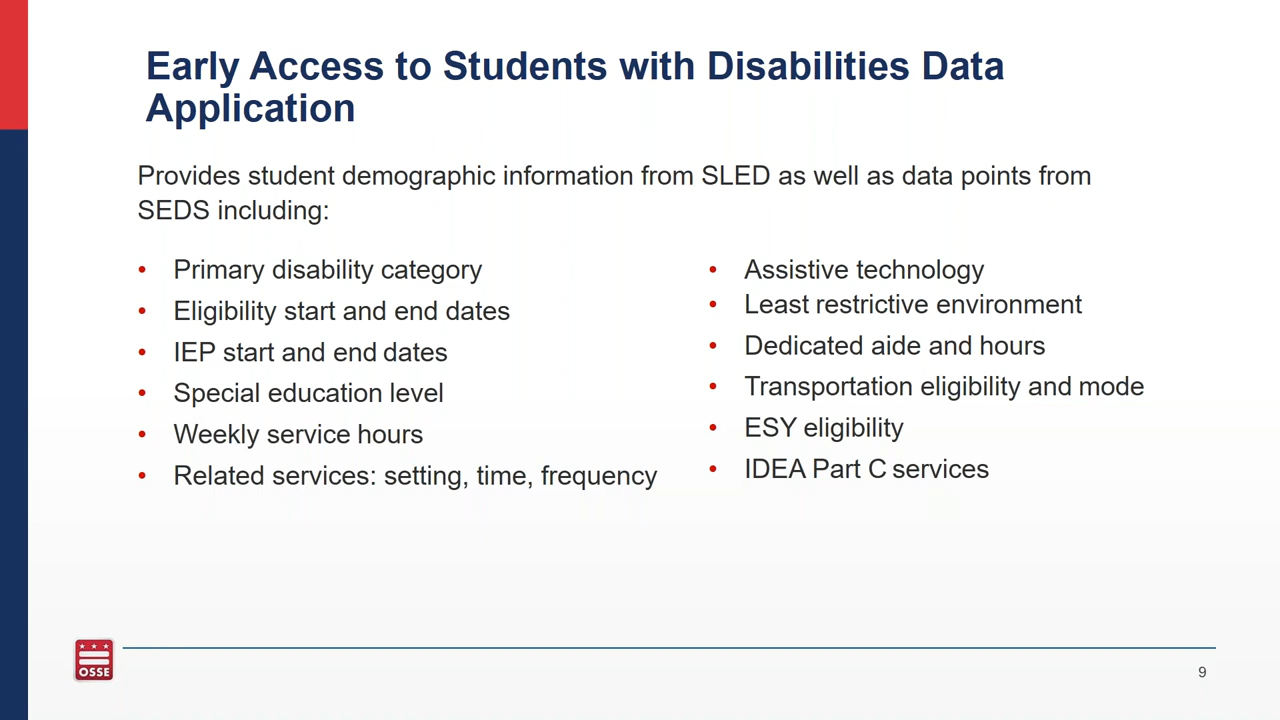 Early Access to Students with Disabilities Data
Application
Provides student demographic information from SLED as well as data points from
SEDS including:
• Primary disability category
• Eligibility start and end dates
• IEP start and end dates
• Special education level
• Weekly service hours
• Related services: setting, time, frequency
• Assistive technology
• Least restrictive environment
• Dedicated aide and hours
• Transportation eligibility and mode
• ESY eligibility
• IDEA Part C services
OSSE
9